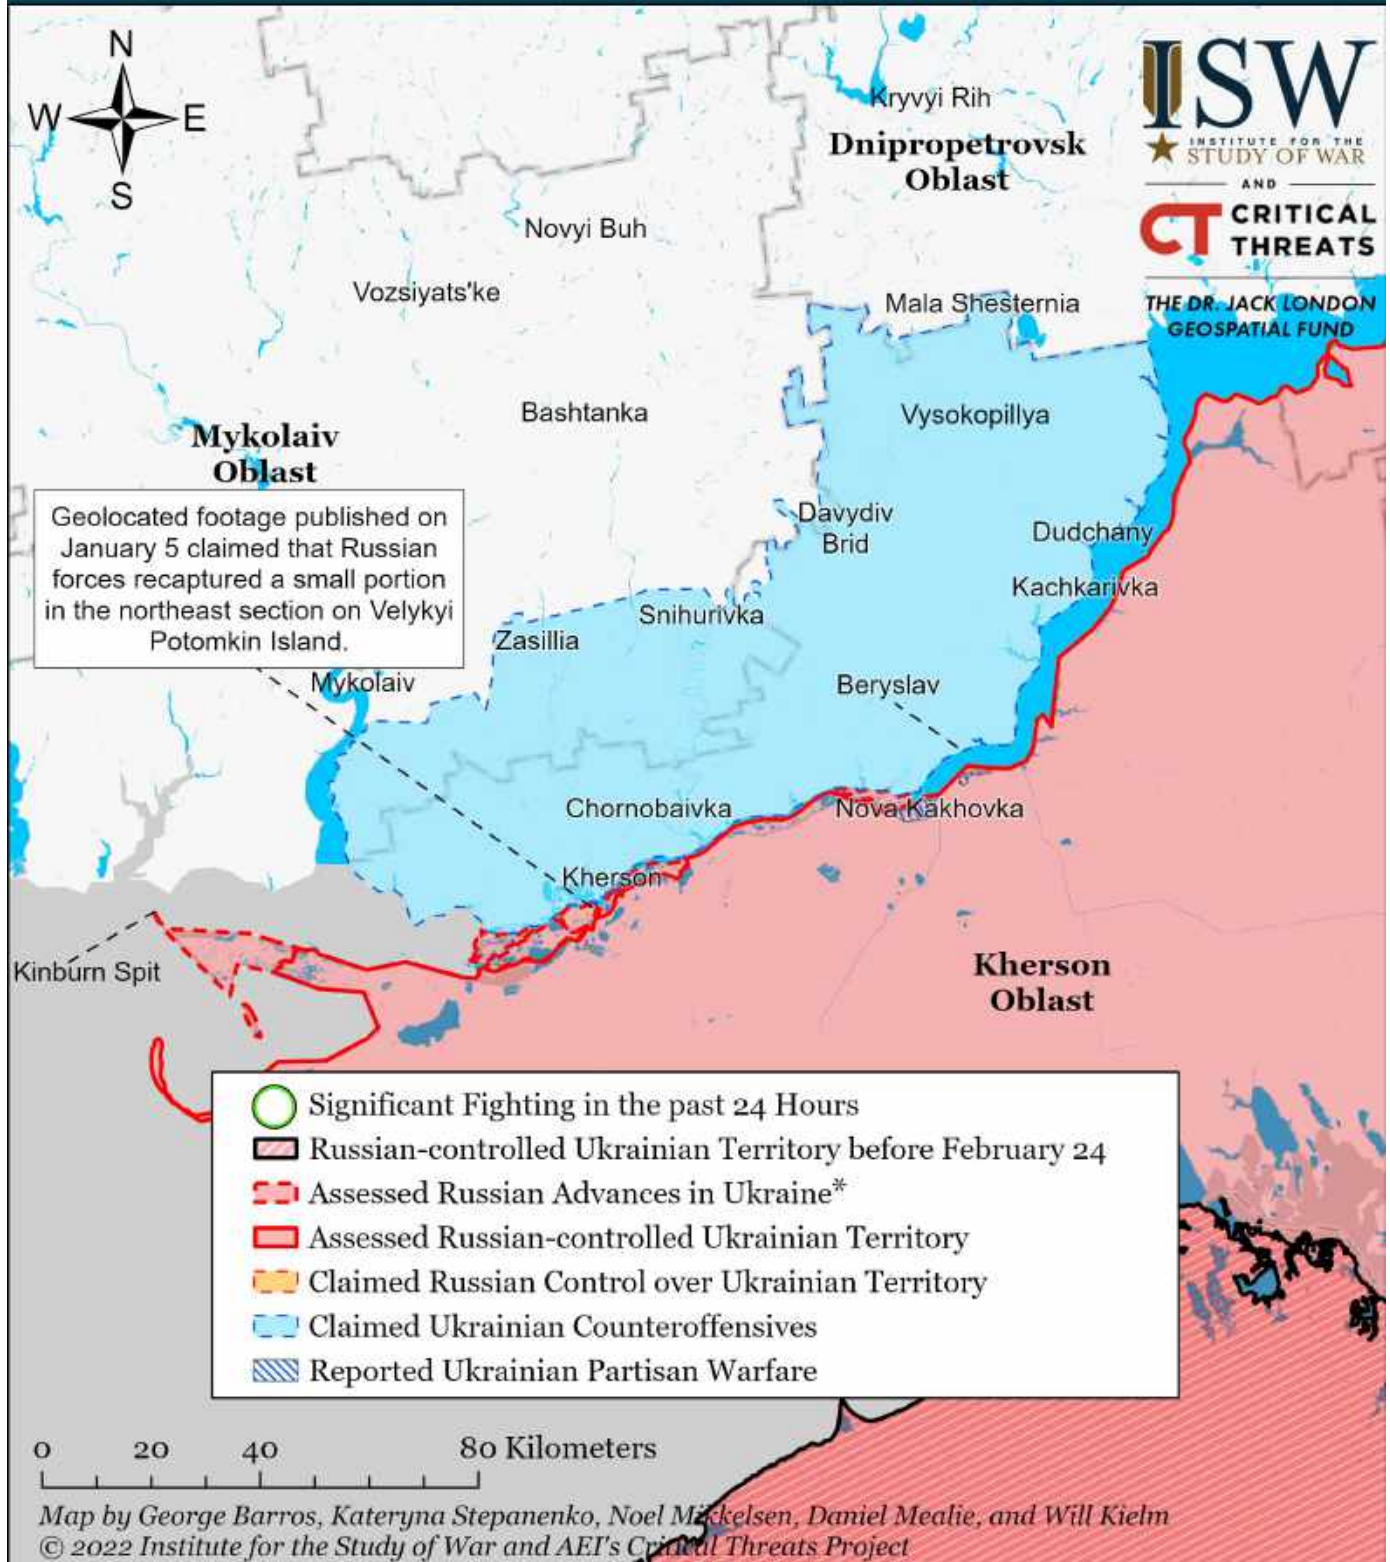 N
W
E
S
ISW
INSTITUTE FOR THE
STUDY OF WAR
AND
CT CRITICAL
THREATS
THE DR. JACK LONDON
GEOSPATIAL FUND
Kryvyi Rih
Dnipropetrovsk
Oblast
Novyi Buh
Vozsiyats'ke
Mala Shesternia
Bashtanka
Vysokopillya
Mykolaiv
Oblast
Geolocated footage published on
January 5 claimed that Russian
forces recaptured a small portion
in the northeast section on Velykyi
Potomkin Island.
Davydiv
Brid
Dudchany
Kachkarivka
Snihurivka
Zasillia
Mykolaiv
Beryslav
Chornobaivka
Nova Kakhovka
Kherson
Kinburn Spit
Kherson
Oblast
Significant Fighting in the past 24 Hours
Russian-controlled Ukrainian Territory before February 24
Assessed Russian Advances in Ukraine*
Assessed Russian-controlled Ukrainian Territory
Claimed Russian Control over Ukrainian Territory
Claimed Ukrainian Counteroffensives
Reported Ukrainian Partisan Warfare
0 20 40 80 Kilometers
Map by George Barros, Kateryna Stepanenko, Noel Mikkelsen, Daniel Mealie, and Will Kielm
© 2022 Institute for the Study of War and AEI's Critical Threats Project